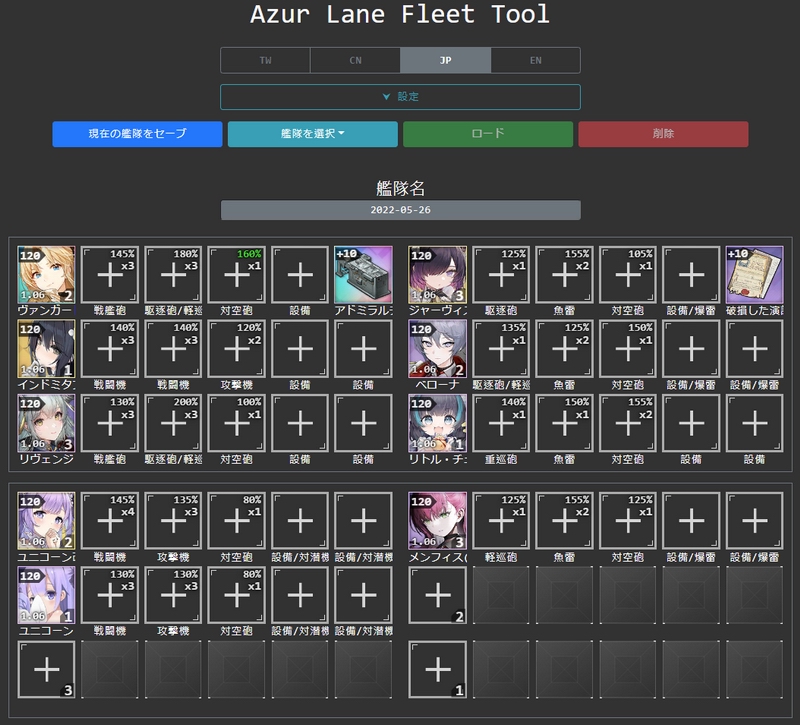 Azur Lane Fleet Tool
TW CN JP EN
▼ 設定
現在の艦隊をセーブ 艦隊を選択 ロード 削除
艦隊名
2022-05-26
120 145% x3 180% x3 160% x1 +10 120 125% x1 155% x2 105% x1 +10
1.06 2 1.06 3
ヴァンガー 戦艦砲 駆逐砲/軽巡 対空砲 設備 アドミラル ジャーヴィ 駆逐砲 魚雷 対空砲 設備/爆雷 破損した演
120 140% x3 140% x3 120% x2 120 135% x1 125% x2 150% x1
1.06 1 1.06 2
インドミタ 戦闘機 戦闘機 攻撃機 設備 設備 ベローナ 駆逐砲/軽巡 魚雷 対空砲 設備/爆雷 設備/爆雷
120 130% x3 200% x3 100% x1 120 140% x1 150% x1 155% x2
1.06 3 1.06 1
リヴェンジ 戦艦砲 駆逐砲/軽巡 対空砲 設備 設備 リトル・チ 重巡砲 魚雷 対空砲 設備 設備
120 145% x4 135% x3 80% x1 120 125% x1 155% x2 125% x1
1.06 2 1.06 3
ユニコーン 戦闘機 攻撃機 対空砲 設備/対潜機 設備/対潜機 メンフィス( 軽巡砲 魚雷 対空砲 設備/爆雷 設備/爆雷
120 130% x3 130% x3 80% x1
1.06 1 2
ユニコーン 戦闘機 攻撃機 対空砲 設備/対潜機 設備/対潜機
3 1